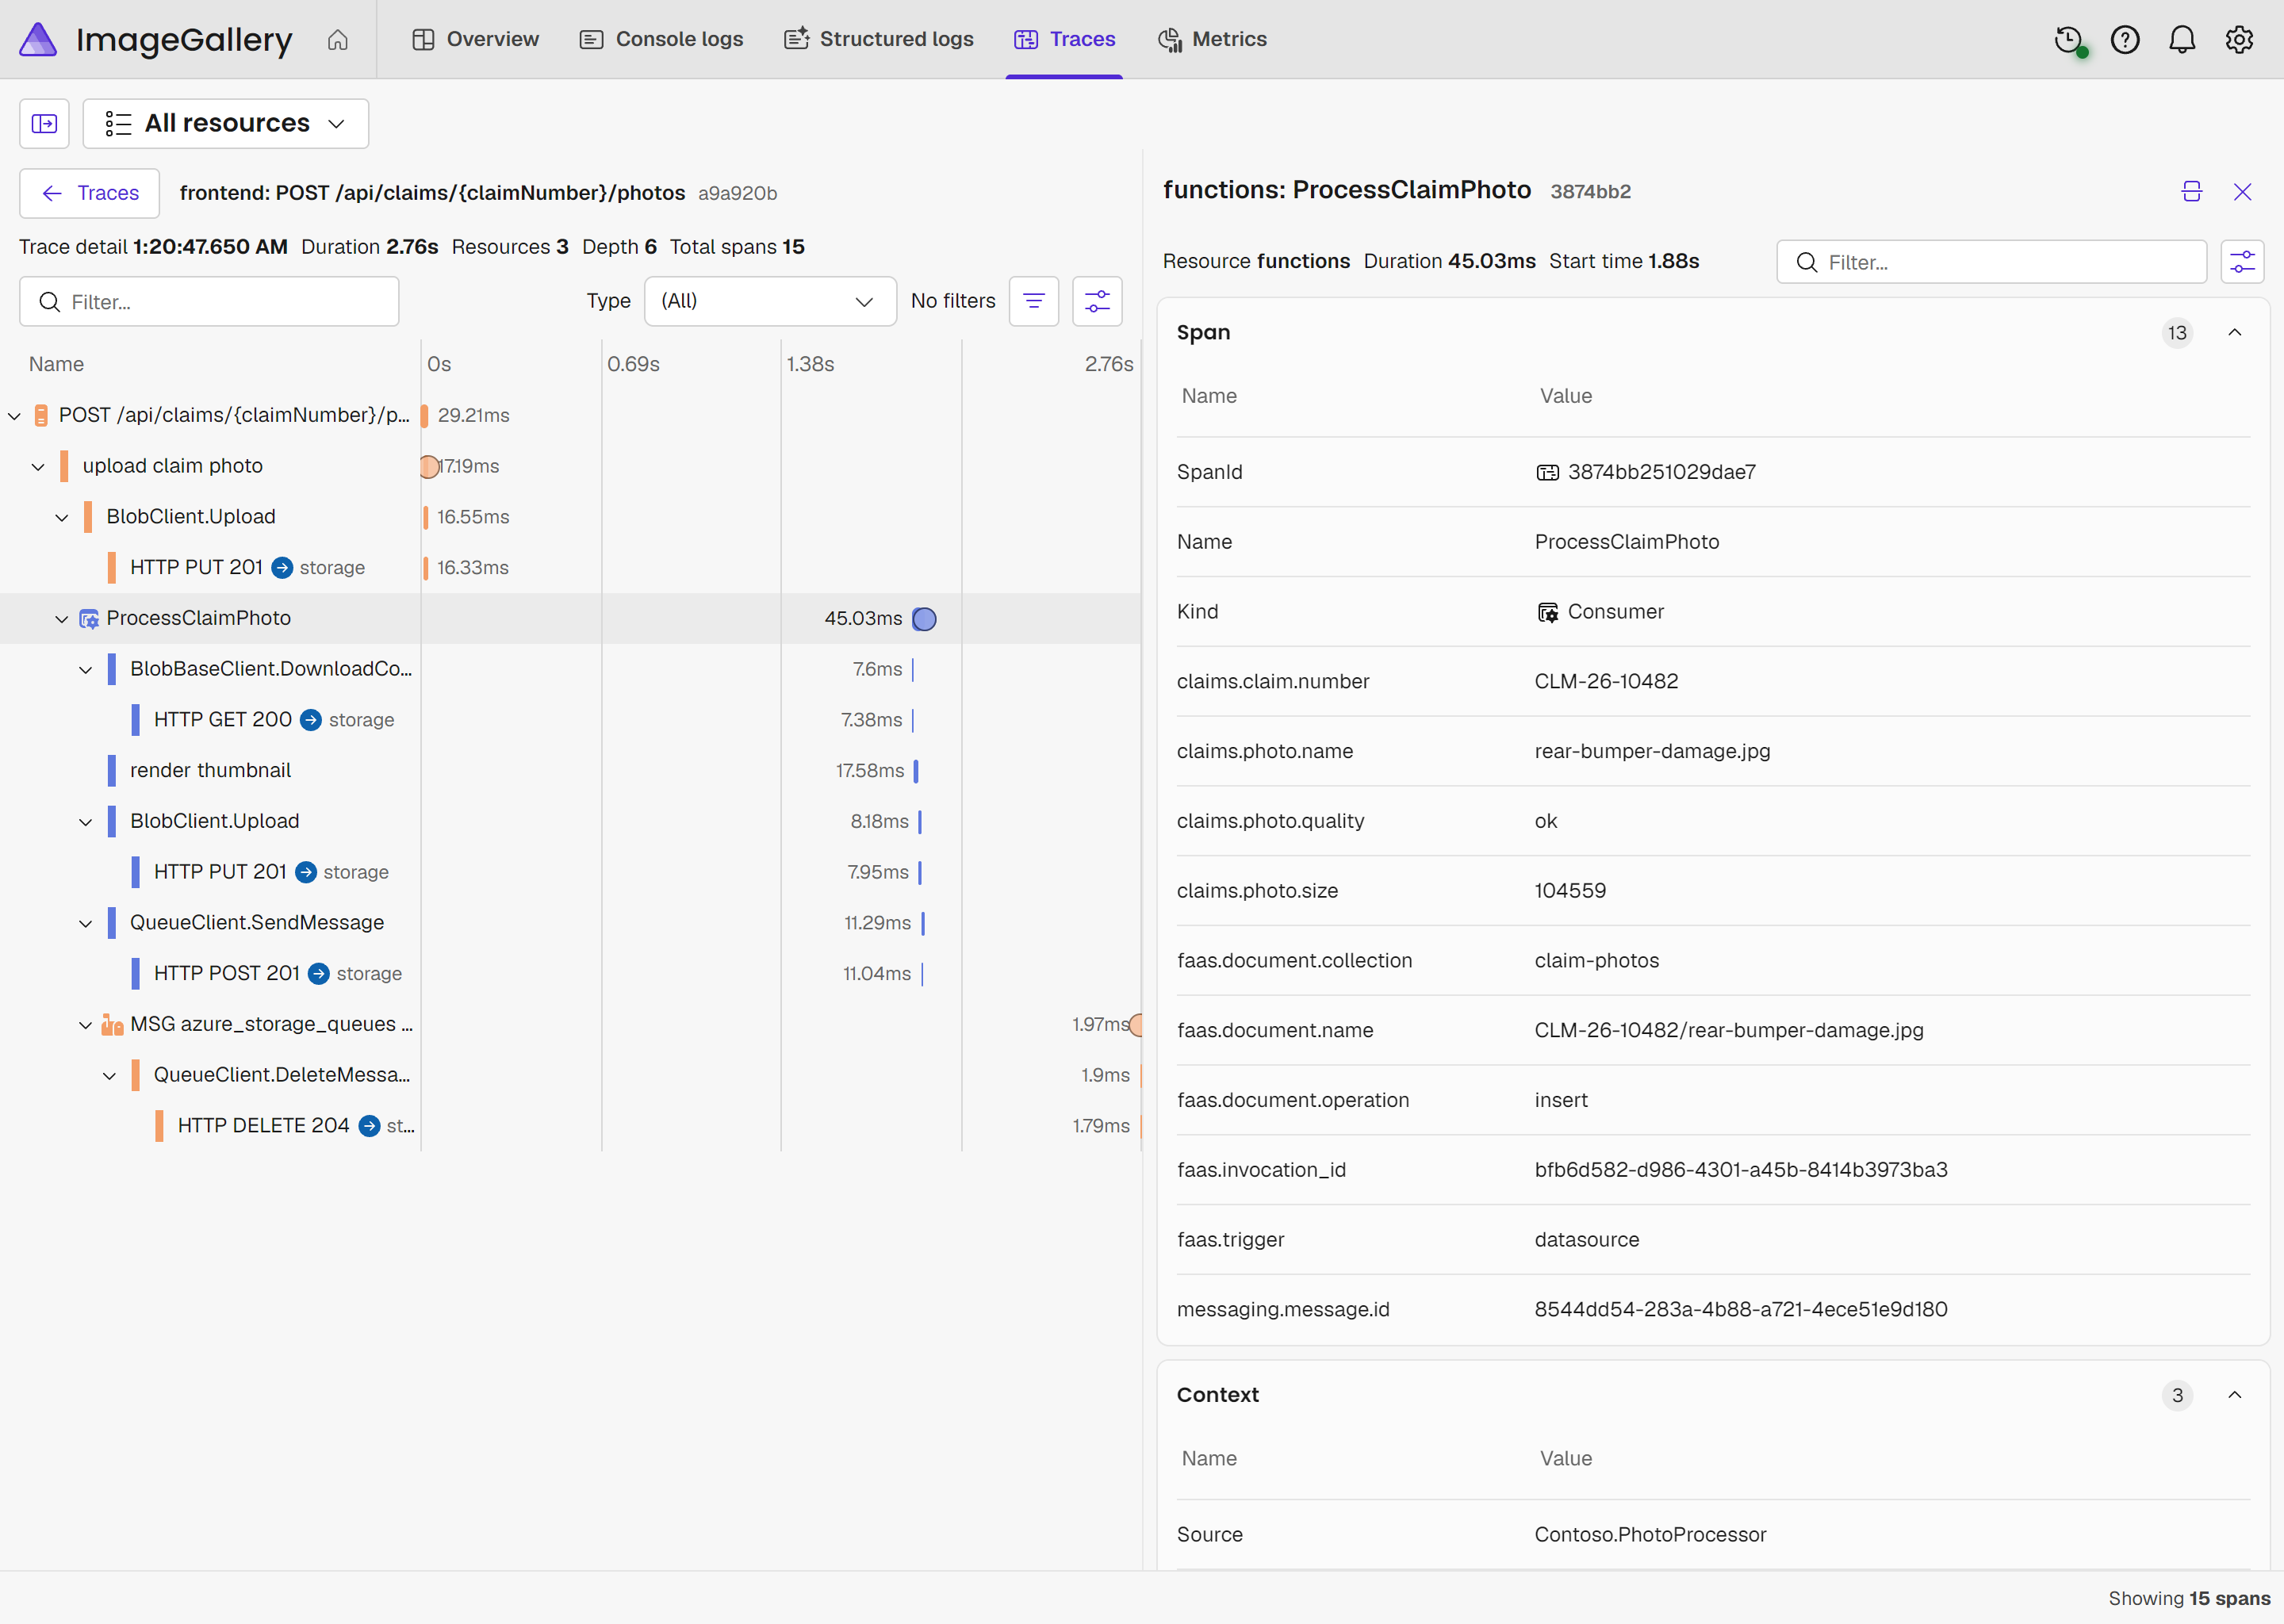 ImageGallery
Overview
Console logs
Structured logs
Traces
Metrics
All resources
Traces
frontend: POST /api/claims/{claimNumber}/photos a9a920b
Trace detail 1:20:47.650 AM Duration 2.76s Resources 3 Depth 6 Total spans 15
Filter...
Type
(All)
No filters
Name
0s
0.69s
1.38s
2.76s
POST /api/claims/{claimNumber}/p...
29.21ms
upload claim photo
17.19ms
BlobClient.Upload
16.55ms
HTTP PUT 201 storage
16.33ms
ProcessClaimPhoto
45.03ms
BlobBaseClient.DownloadCo...
7.6ms
HTTP GET 200 storage
7.38ms
render thumbnail
17.58ms
BlobClient.Upload
8.18ms
HTTP PUT 201 storage
7.95ms
QueueClient.SendMessage
11.29ms
HTTP POST 201 storage
11.04ms
MSG azure_storage_queues ...
1.97ms
QueueClient.DeleteMessa...
1.9ms
HTTP DELETE 204 st...
1.79ms
functions: ProcessClaimPhoto 3874bb2
Resource functions Duration 45.03ms Start time 1.88s
Filter...
Span
13
Name
Value
SpanId
3874bb251029dae7
Name
ProcessClaimPhoto
Kind
Consumer
claims.claim.number
CLM-26-10482
claims.photo.name
rear-bumper-damage.jpg
claims.photo.quality
ok
claims.photo.size
104559
faas.document.collection
claim-photos
faas.document.name
CLM-26-10482/rear-bumper-damage.jpg
faas.document.operation
insert
faas.invocation_id
bfb6d582-d986-4301-a45b-8414b3973ba3
faas.trigger
datasource
messaging.message.id
8544dd54-283a-4b88-a721-4ece51e9d180
Context
3
Name
Value
Source
Contoso.PhotoProcessor
Showing 15 spans